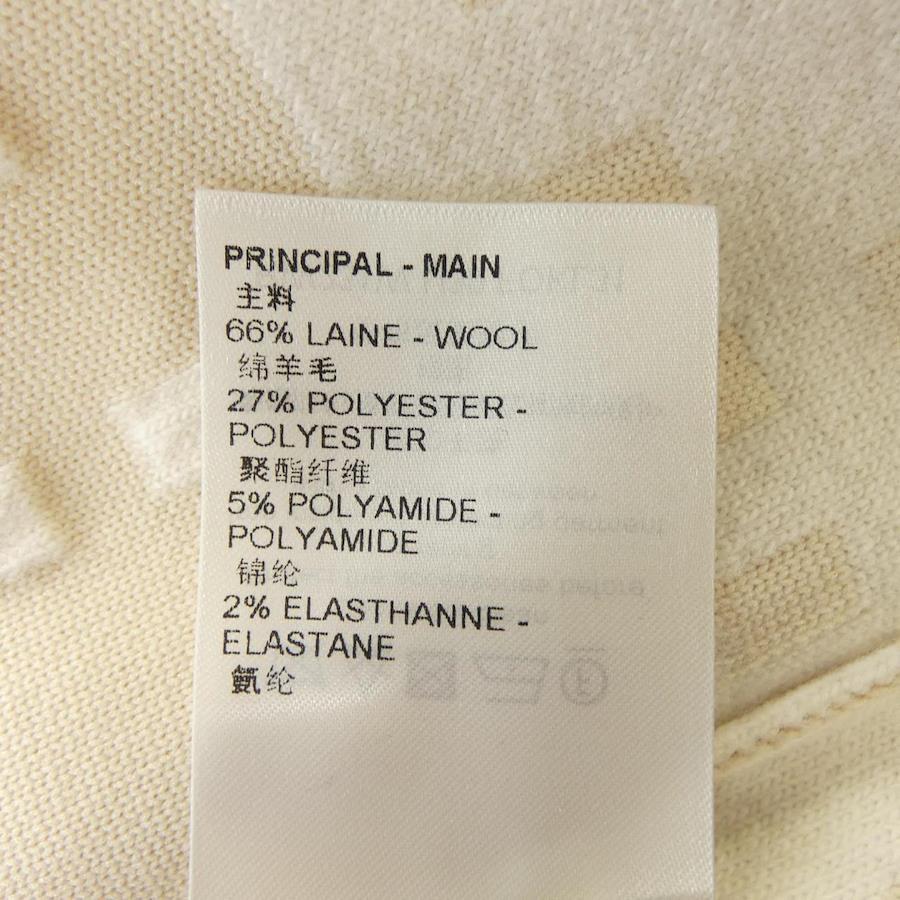 PRINCIPAL - MAIN
主料
66% LAINE - WOOL
绵羊毛
27% POLYESTER -
POLYESTER
聚酯纤维
5% POLYAMIDE -
POLYAMIDE
锦纶
2% ELASTHANNE -
ELASTANE
氨纶